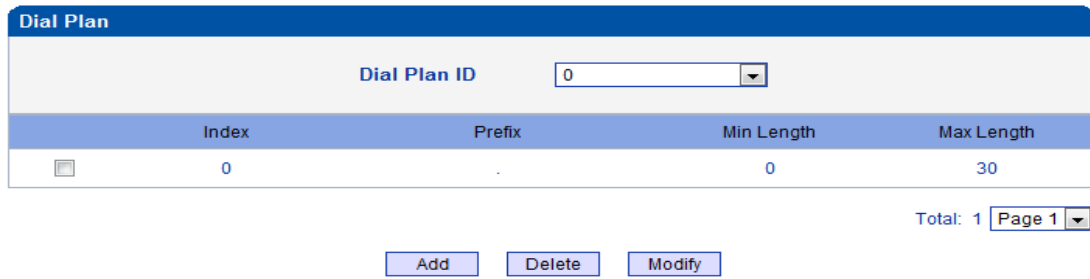 Dial Plan
Dial Plan ID 0
Index Prefix Min Length Max Length
0 . 0 30
Total: 1 Page 1
Add Delete Modify